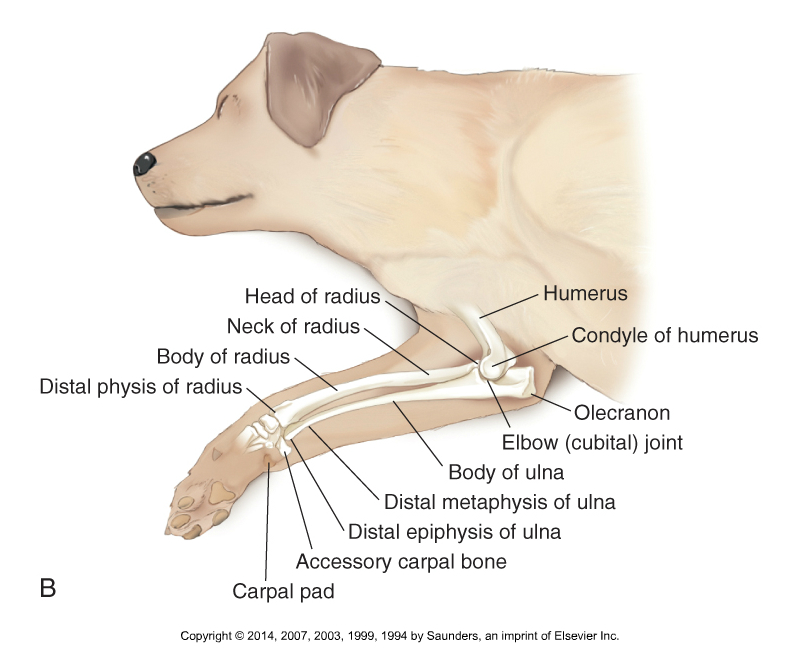 Head of radius
Humerus
Neck of radius
Condyle of humerus
Body of radius
Distal physis of radius
Olecranon
Elbow (cubital) joint
Body of ulna
Distal metaphysis of ulna
Distal epiphysis of ulna
Accessory carpal bone
Carpal pad
B
Copyright © 2014, 2007, 2003, 1999, 1994 by Saunders, an imprint of Elsevier Inc.